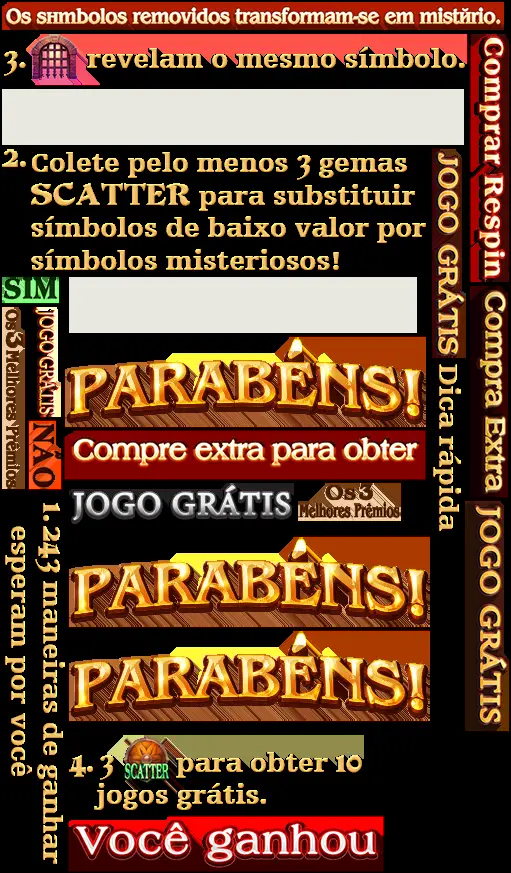 Os sHmbolos removidos transformam-se em mistărio.
3. revelam o mesmo símbolo.
Comprar Respin
2. Colete pelo menos 3 gemas
SCATTER para substituir
símbolos de baixo valor por
símbolos misteriosos!
JOGO GRÁTIS
SIM
JOGO GRÁTIS
Os 3 Melhores Prêmios
NÃO
PARABÉNS!
Compra Extra
Dica rápida
Compre extra para obter
JOGO GRÁTIS
Os 3
Melhores Prêmios
1. 243 maneiras de ganhar
esperam por você
JOGO GRÁTIS
PARABÉNS!
PARABÉNS!
4. 3 SCATTER para obter 10
jogos grátis.
Você ganhou